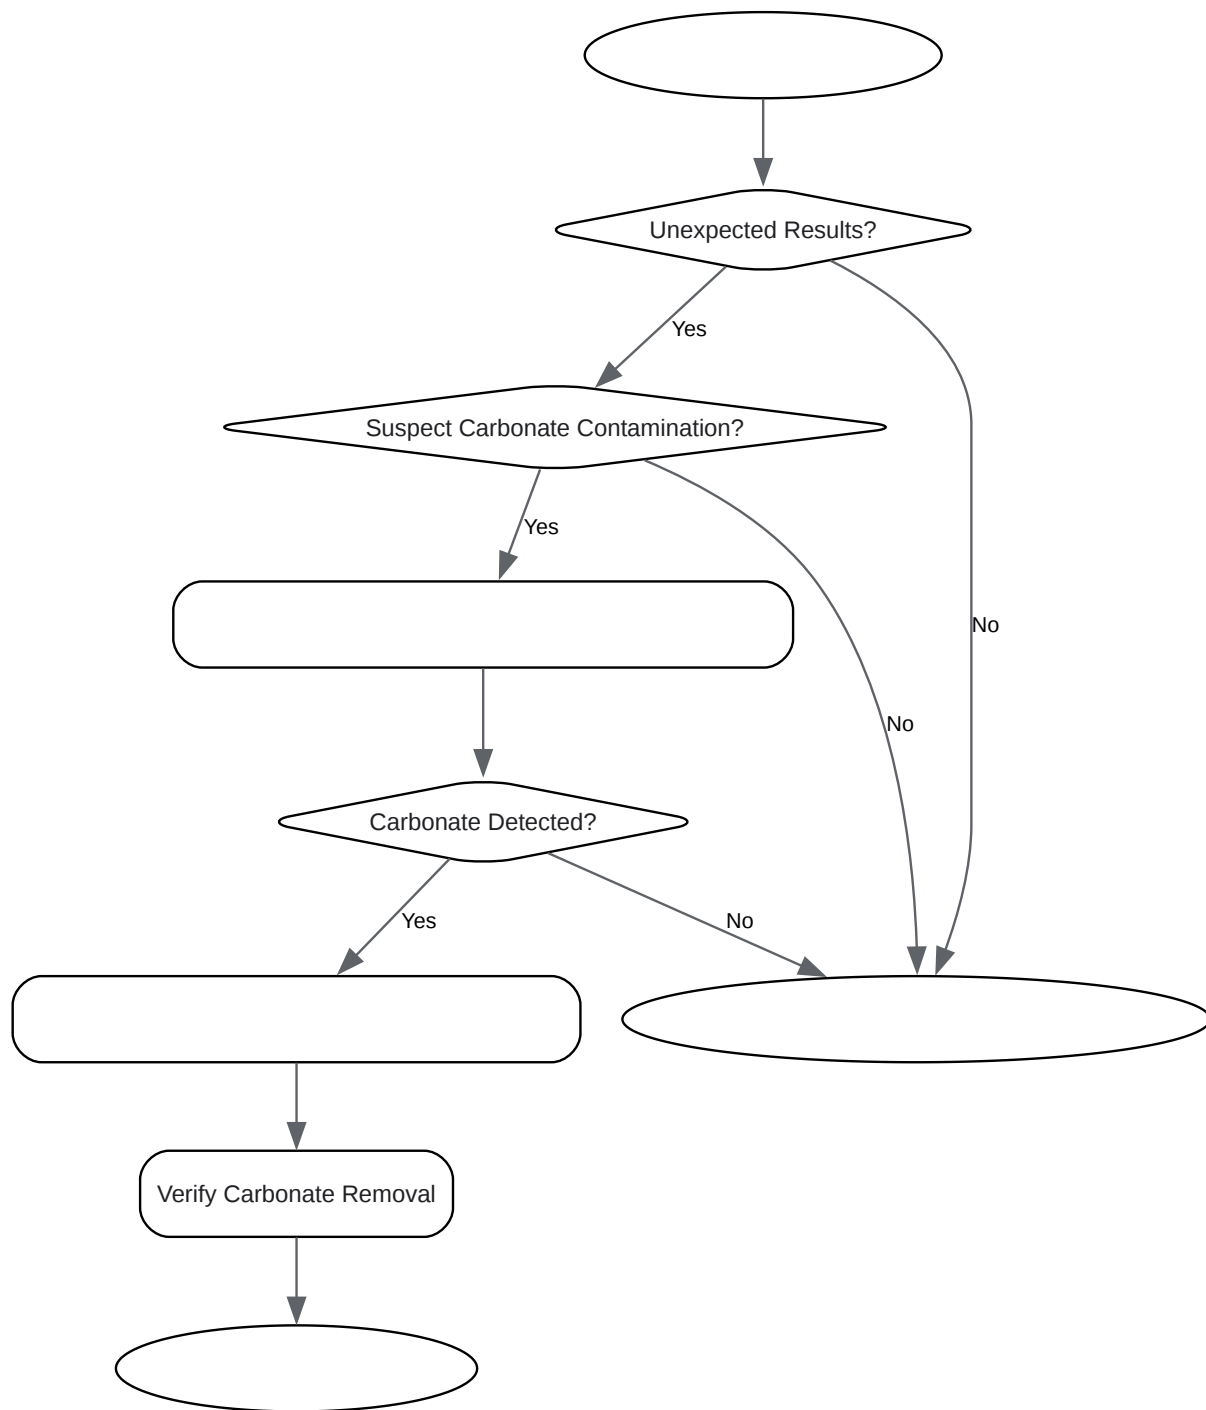 Unexpected Results?
Yes
Suspect Carbonate Contamination?
Yes
No
No
Carbonate Detected?
Yes
No
Verify Carbonate Removal